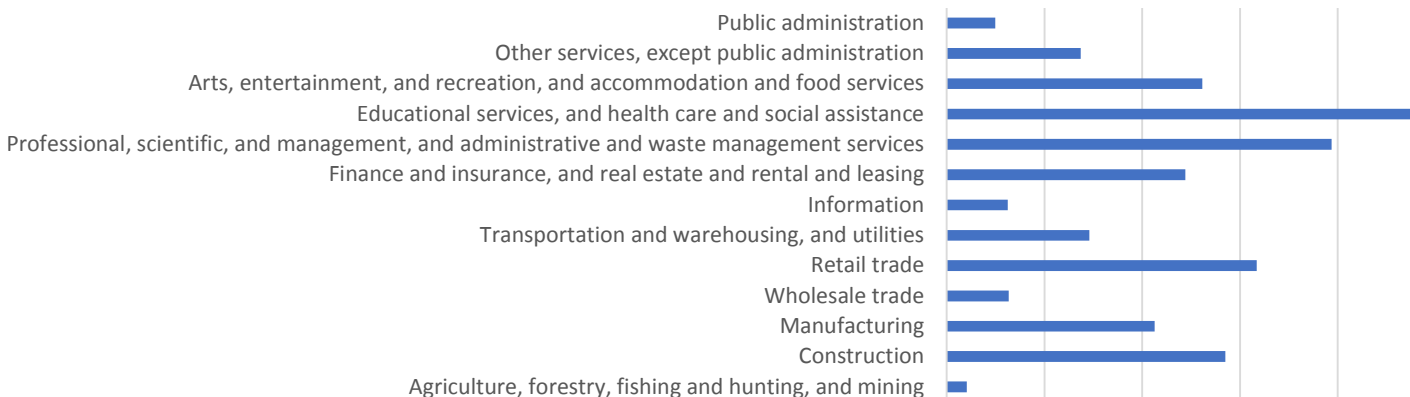 Public administration
Other services, except public administration
Arts, entertainment, and recreation, and accommodation and food services
Educational services, and health care and social assistance
Professional, scientific, and management, and administrative and waste management services
Finance and insurance, and real estate and rental and leasing
Information
Transportation and warehousing, and utilities
Retail trade
Wholesale trade
Manufacturing
Construction
Agriculture, forestry, fishing and hunting, and mining